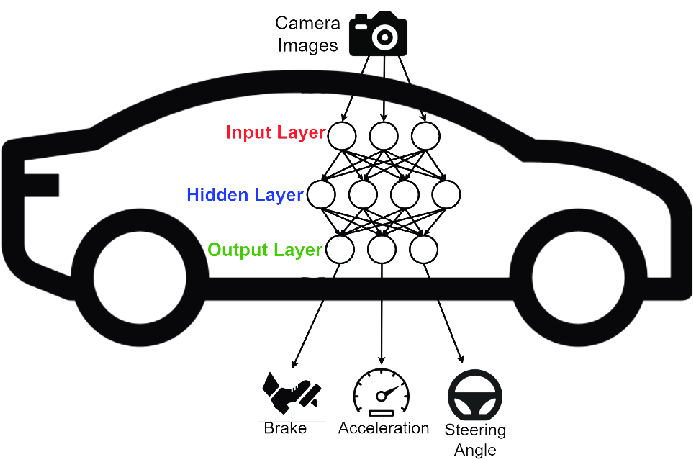 Camera
Images
Input Layer
Hidden Layer
Output Layer
Brake
Acceleration
Steering
Angle